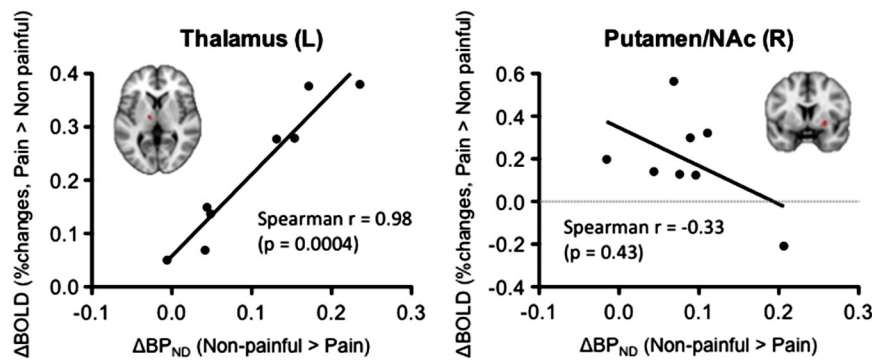 Thalamus (L)
ΔBOLD (%changes, Pain > Non painful)
0.4
0.3
0.2
0.1
0.0
Spearman r = 0.98
(p = 0.0004)
-0.1
0.0
0.1
0.2
0.3
ΔBPND (Non-painful > Pain)
Putamen/NAc (R)
ΔBOLD (%changes, Pain > Non painful)
0.6
0.4
0.2
0.0
-0.2
-0.4
Spearman r = -0.33
(p = 0.43)
-0.1
0.0
0.1
0.2
0.3
ΔBPND (Non-painful > Pain)